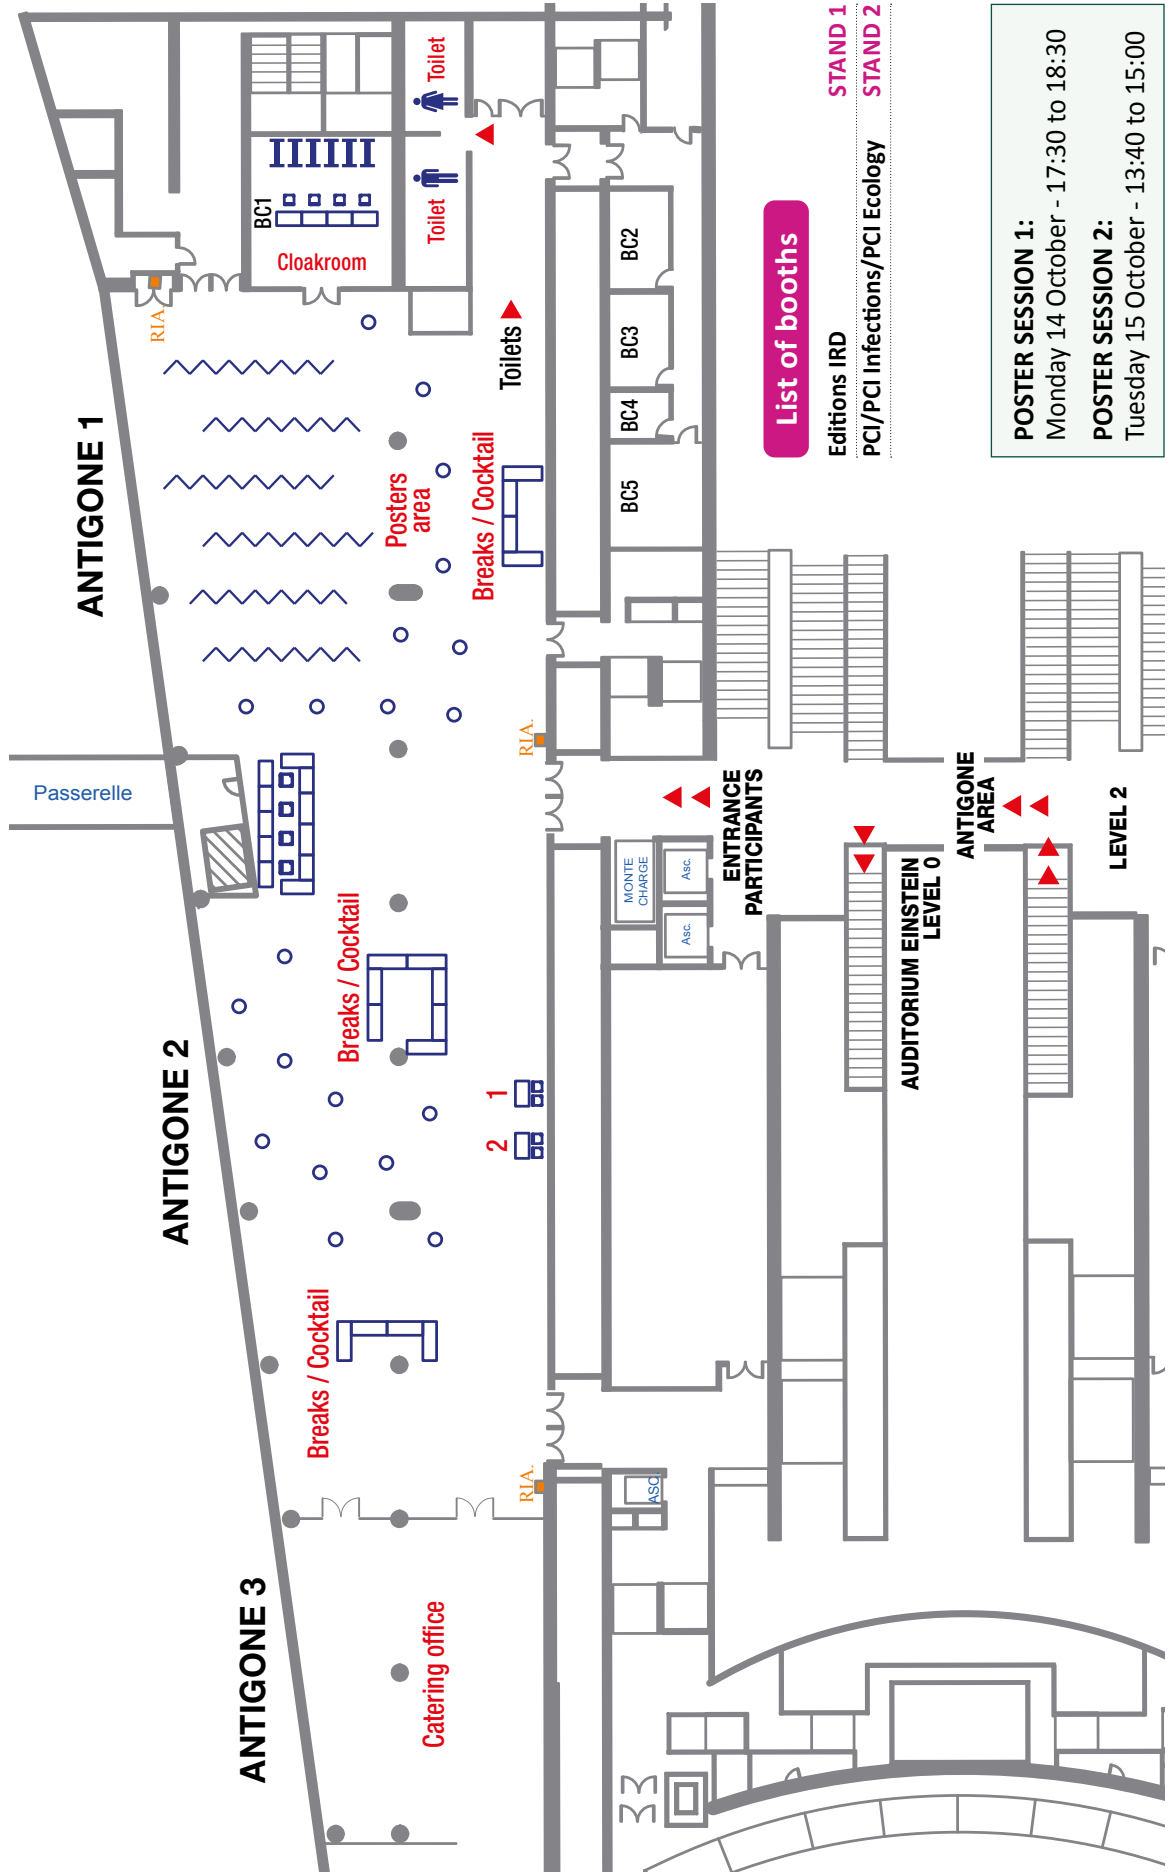 ANTIGONE 3
ANTIGONE 2
ANTIGONE 1
Passerelle
RIA.
BC1
Cloakroom
Toilet
Toilet
Toilets
Posters
area
Breaks / Cocktail
Breaks / Cocktail
Breaks / Cocktail
Catering office
2
1
RIA.
RIA.
ASC.
MONTE
CHARGE
Asc.
Asc.
BC5
BC4
BC3
BC2
ENTRANCE
PARTICIPANTS
AUDITORIUM EINSTEIN
LEVEL 0
ANTIGONE
AREA
LEVEL 2
List of booths
Editions IRD STAND 1
PCI/PCI Infections/PCI Ecology STAND 2
POSTER SESSION 1:
Monday 14 October - 17:30 to 18:30
POSTER SESSION 2:
Tuesday 15 October - 13:40 to 15:00